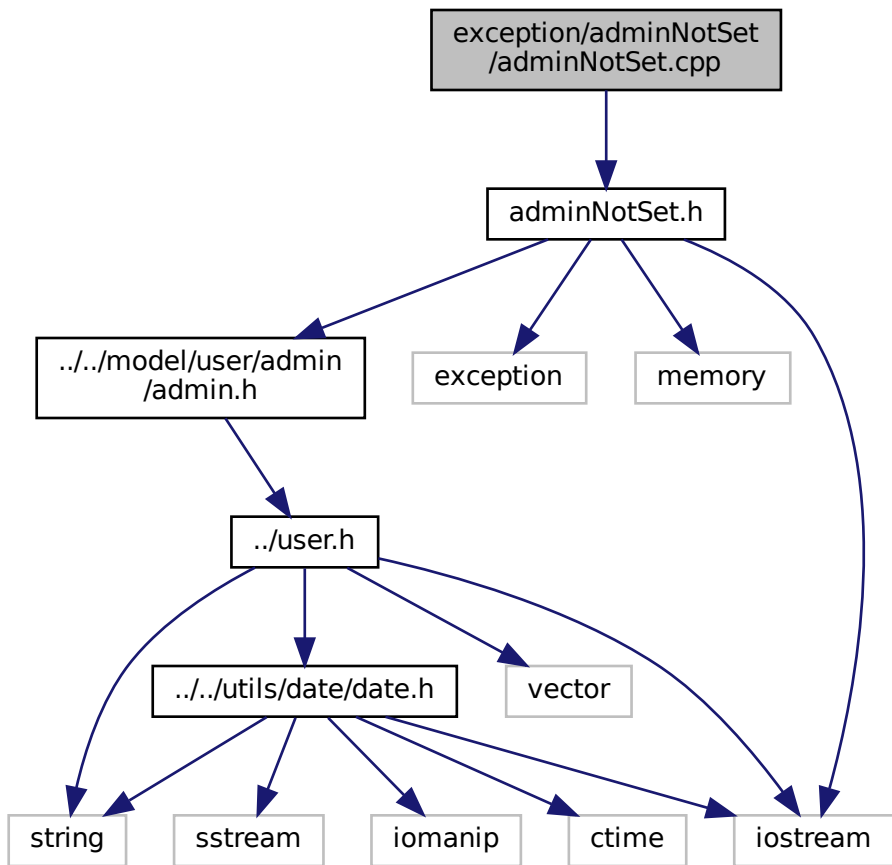 exception/adminNotSet
/adminNotSet.cpp
adminNotSet.h
../../model/user/admin
/admin.h
exception
memory
../user.h
../../utils/date/date.h
vector
string
sstream
iomanip
ctime
iostream